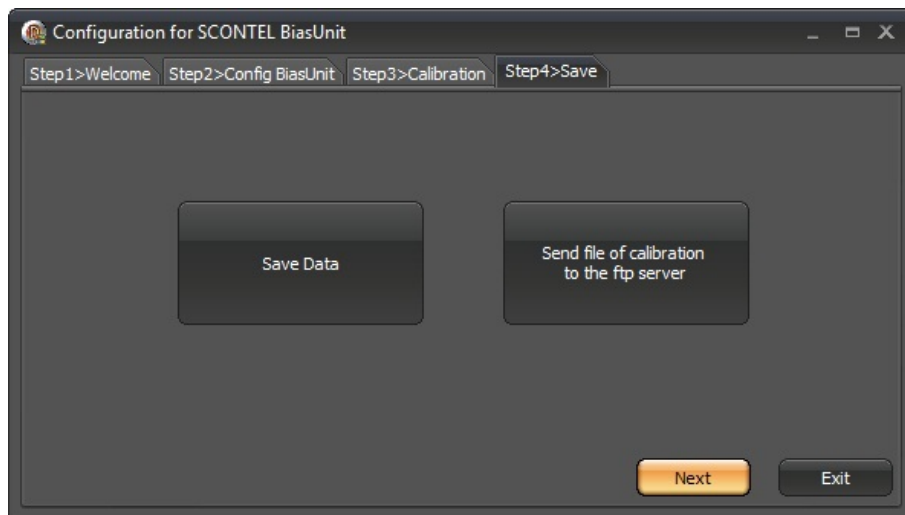 Configuration for SCONTEL BiasUnit
Step1>Welcome Step2>Config BiasUnit Step3>Calibration Step4>Save
Save Data
Send file of calibration
to the ftp server
Next Exit